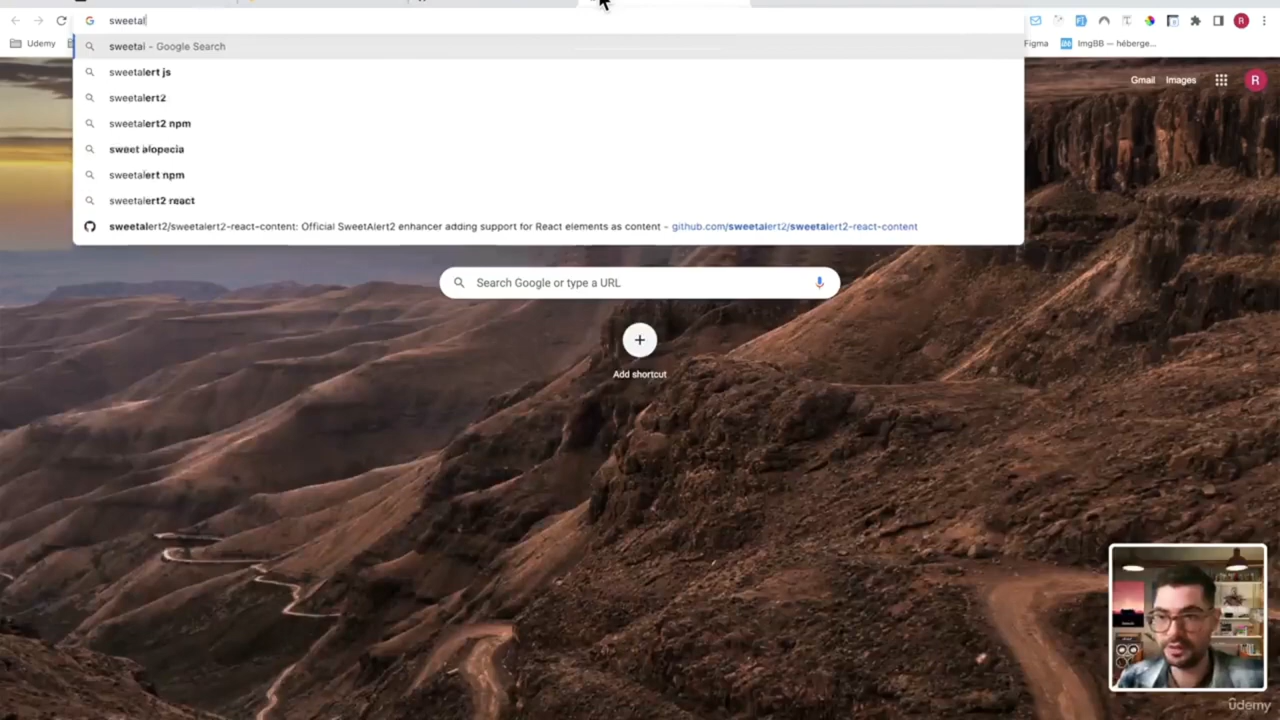 sweetal
Udemy
Figma
ImgBB — héberge...
sweetal - Google Search
sweetalert js
sweetalert2
sweetalert2 npm
sweet alopecia
sweetalert npm
sweetalert2 react
sweetalert2/sweetalert2-react-content: Official SweetAlert2 enhancer adding support for React elements as content - github.com/sweetalert2/sweetalert2-react-content
Gmail Images
R
R
Search Google or type a URL
Add shortcut
ûdemy